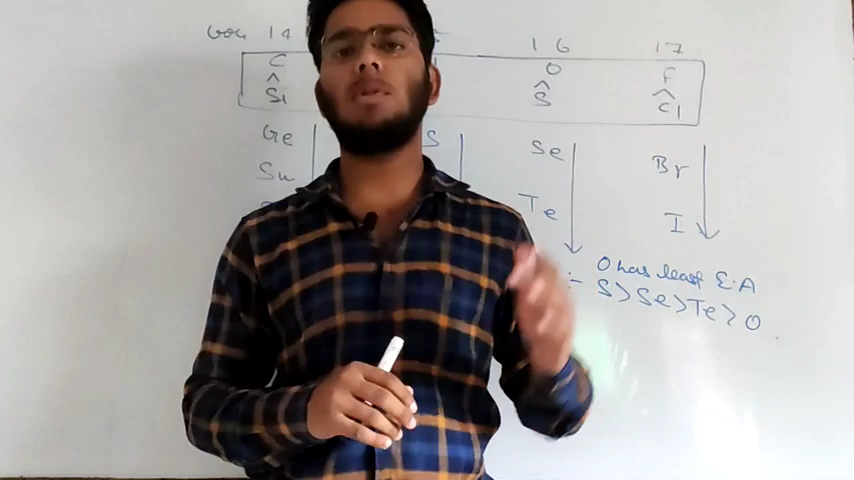 14 16 17
C O F
Si S Cl
Ge S Se Br
Sn Te I
O has least E.A
:- S>Se>Te>O